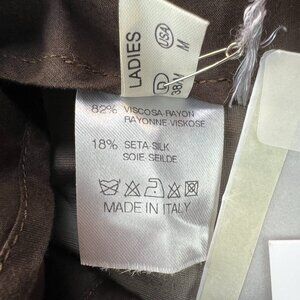 LADIES
USA
M
D
82% VISCOSA-RAYON
RAYONNE-VISKOSE
18% SETA-SILK
SOIE SEIDE
MADE IN ITALY